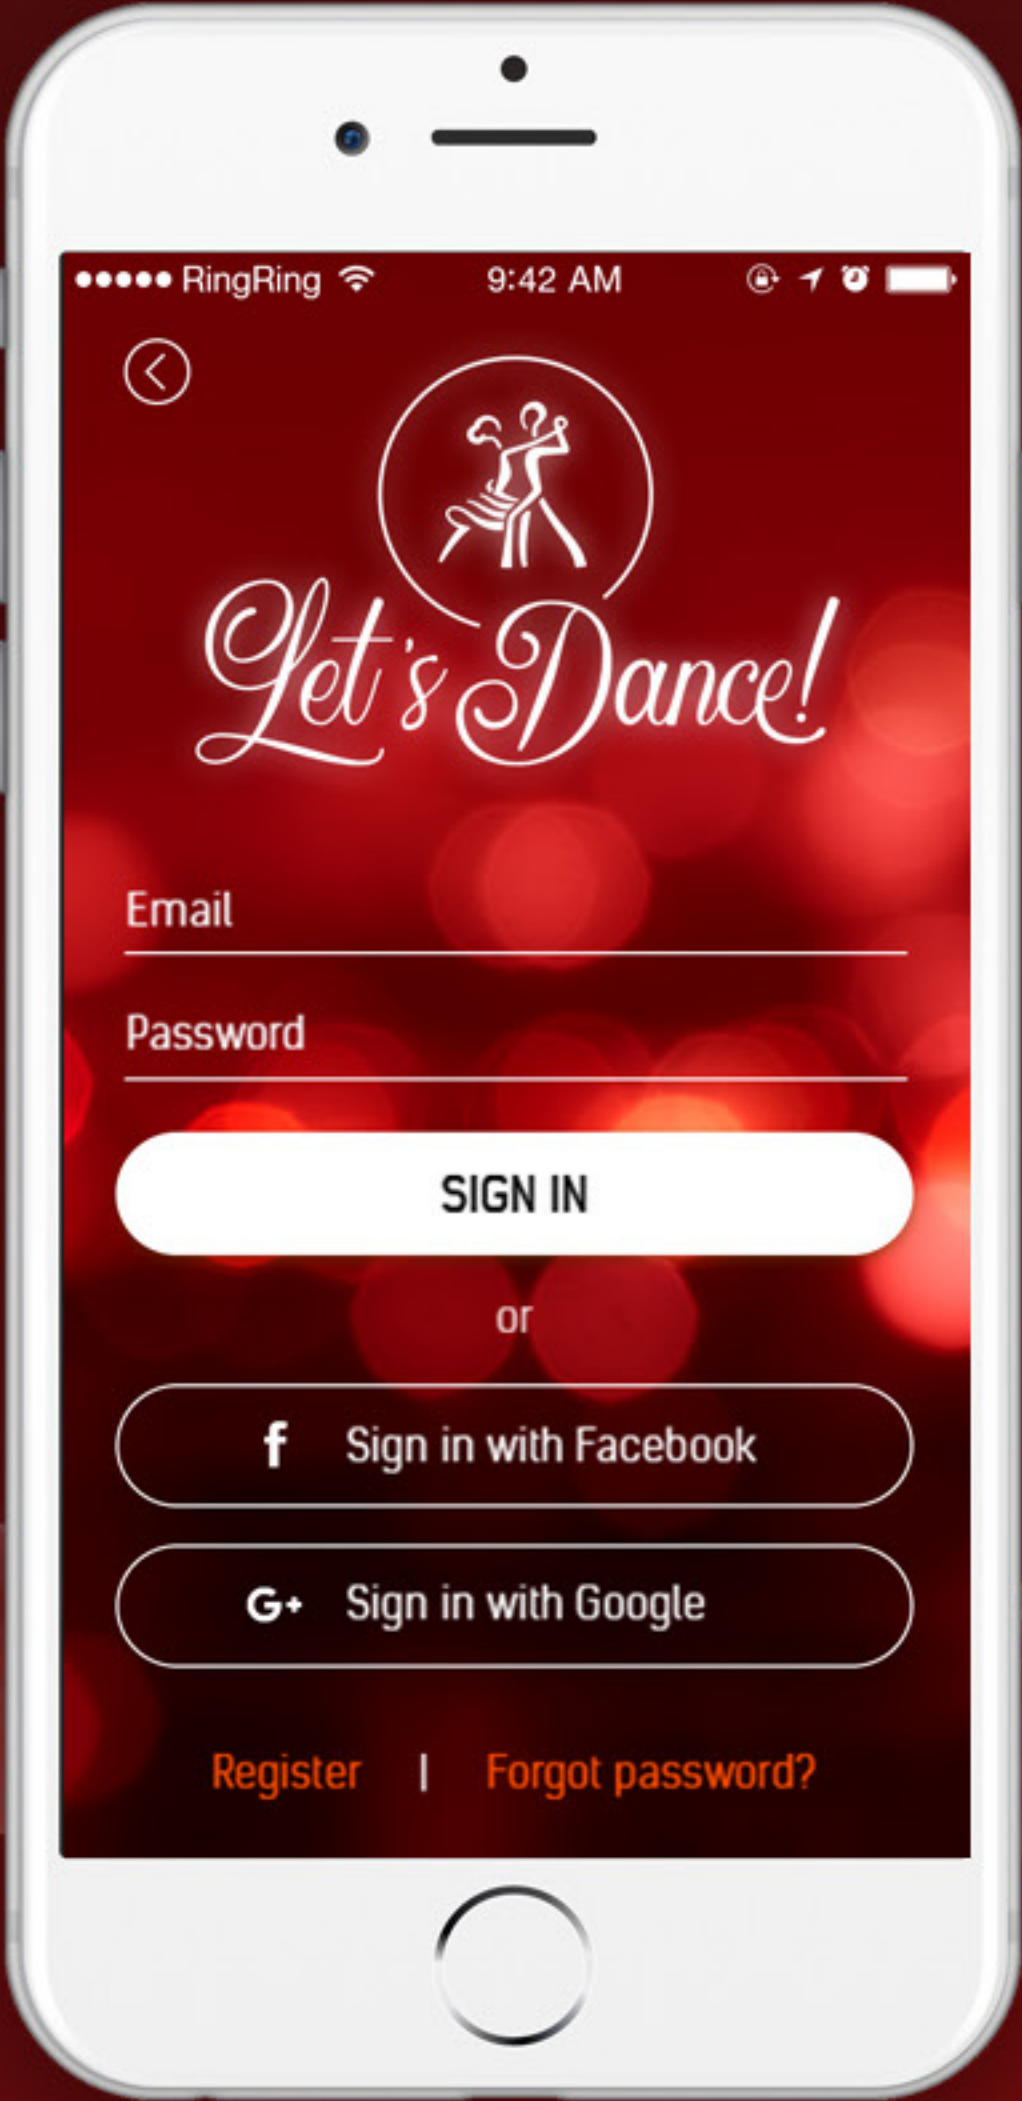 RingRing 9:42 AM
Let's Dance!
Email
Password
SIGN IN
or
f Sign in with Facebook
G+ Sign in with Google
Register | Forgot password?